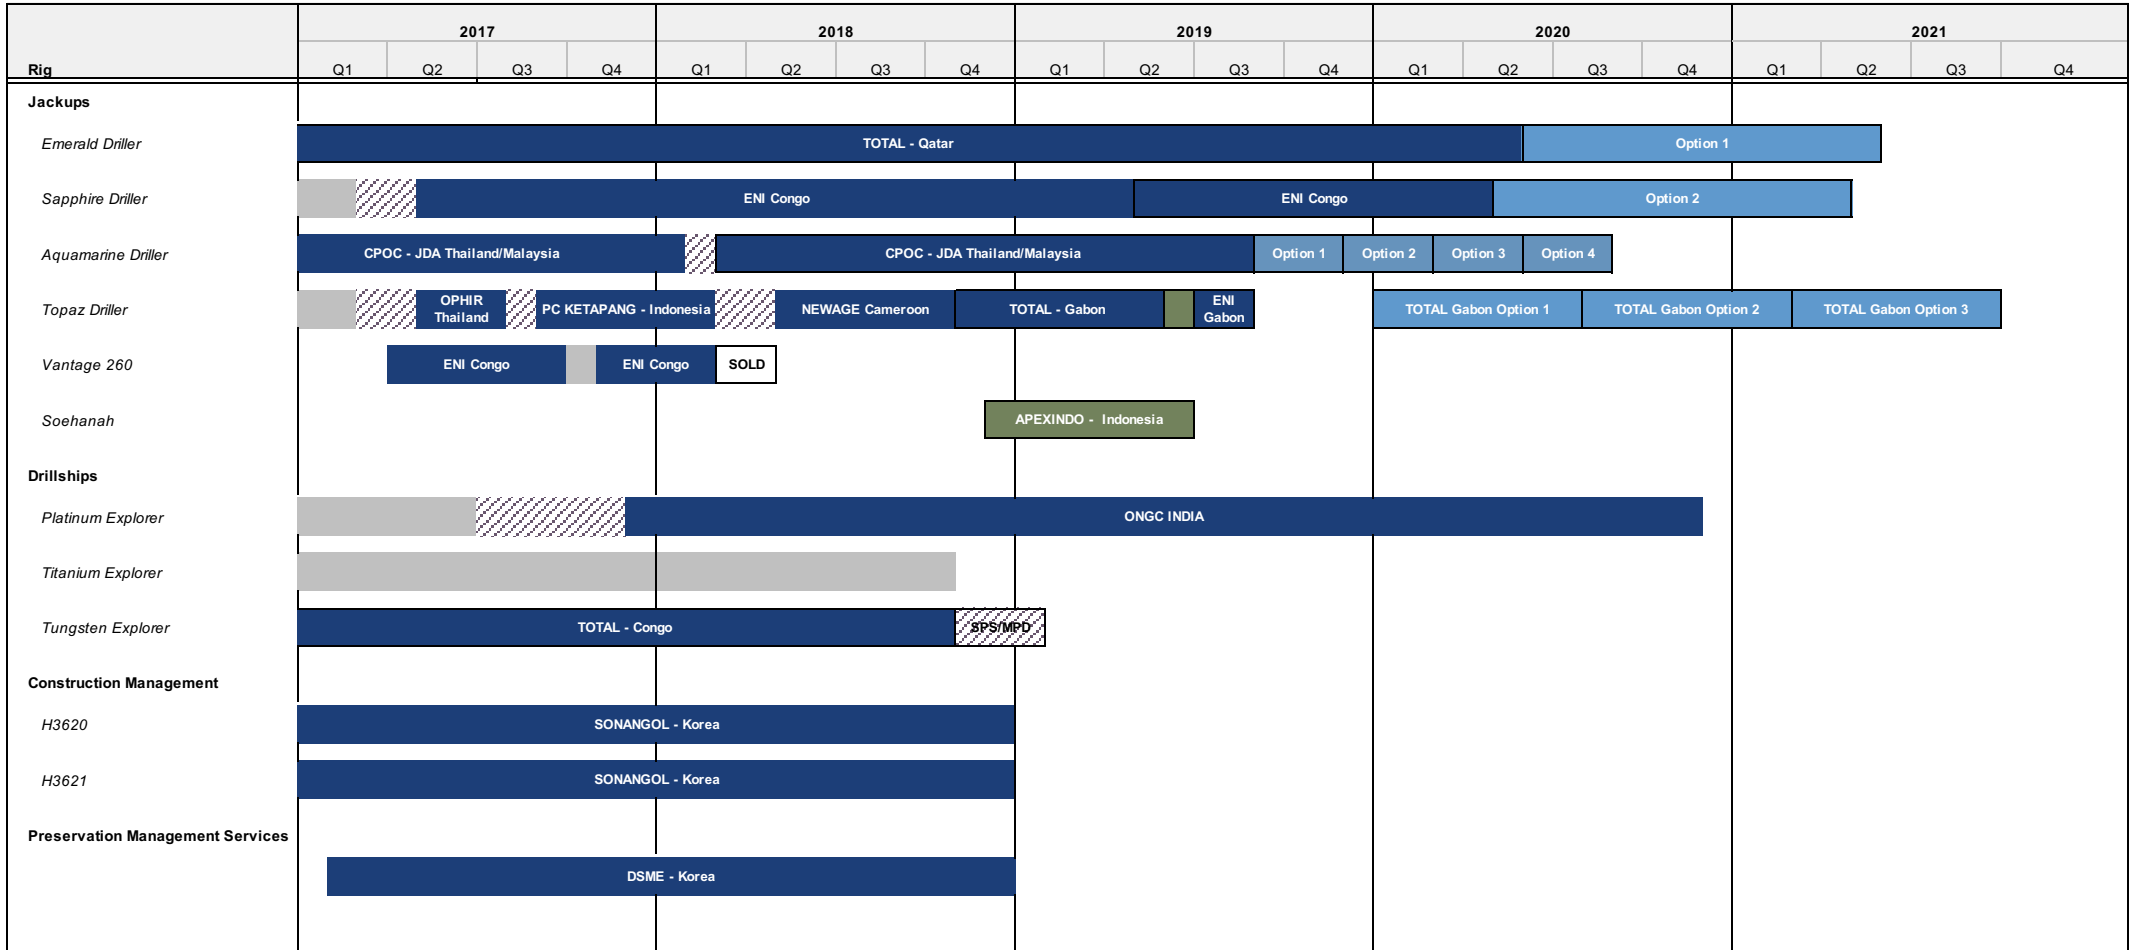 2017 2018 2019 2020 2021
Rig Q1 Q2 Q3 Q4 Q1 Q2 Q3 Q4 Q1 Q2 Q3 Q4 Q1 Q2 Q3 Q4 Q1 Q2 Q3 Q4
Jackups
Emerald Driller TOTAL - Qatar Option 1
Sapphire Driller ENI Congo ENI Congo Option 2
Aquamarine Driller CPOC - JDA Thailand/Malaysia CPOC - JDA Thailand/Malaysia Option 1 Option 2 Option 3 Option 4
Topaz Driller OPHIR Thailand PC KETAPANG - Indonesia NEWAGE Cameroon TOTAL - Gabon ENI Gabon TOTAL Gabon Option 1 TOTAL Gabon Option 2 TOTAL Gabon Option 3
Vantage 260 ENI Congo ENI Congo SOLD
Soehanah APEXINDO - Indonesia
Drillships
Platinum Explorer ONGC INDIA
Titanium Explorer
Tungsten Explorer TOTAL - Congo SPS/MPD
Construction Management
H3620 SONANGOL - Korea
H3621 SONANGOL - Korea
Preservation Management Services
DSME - Korea